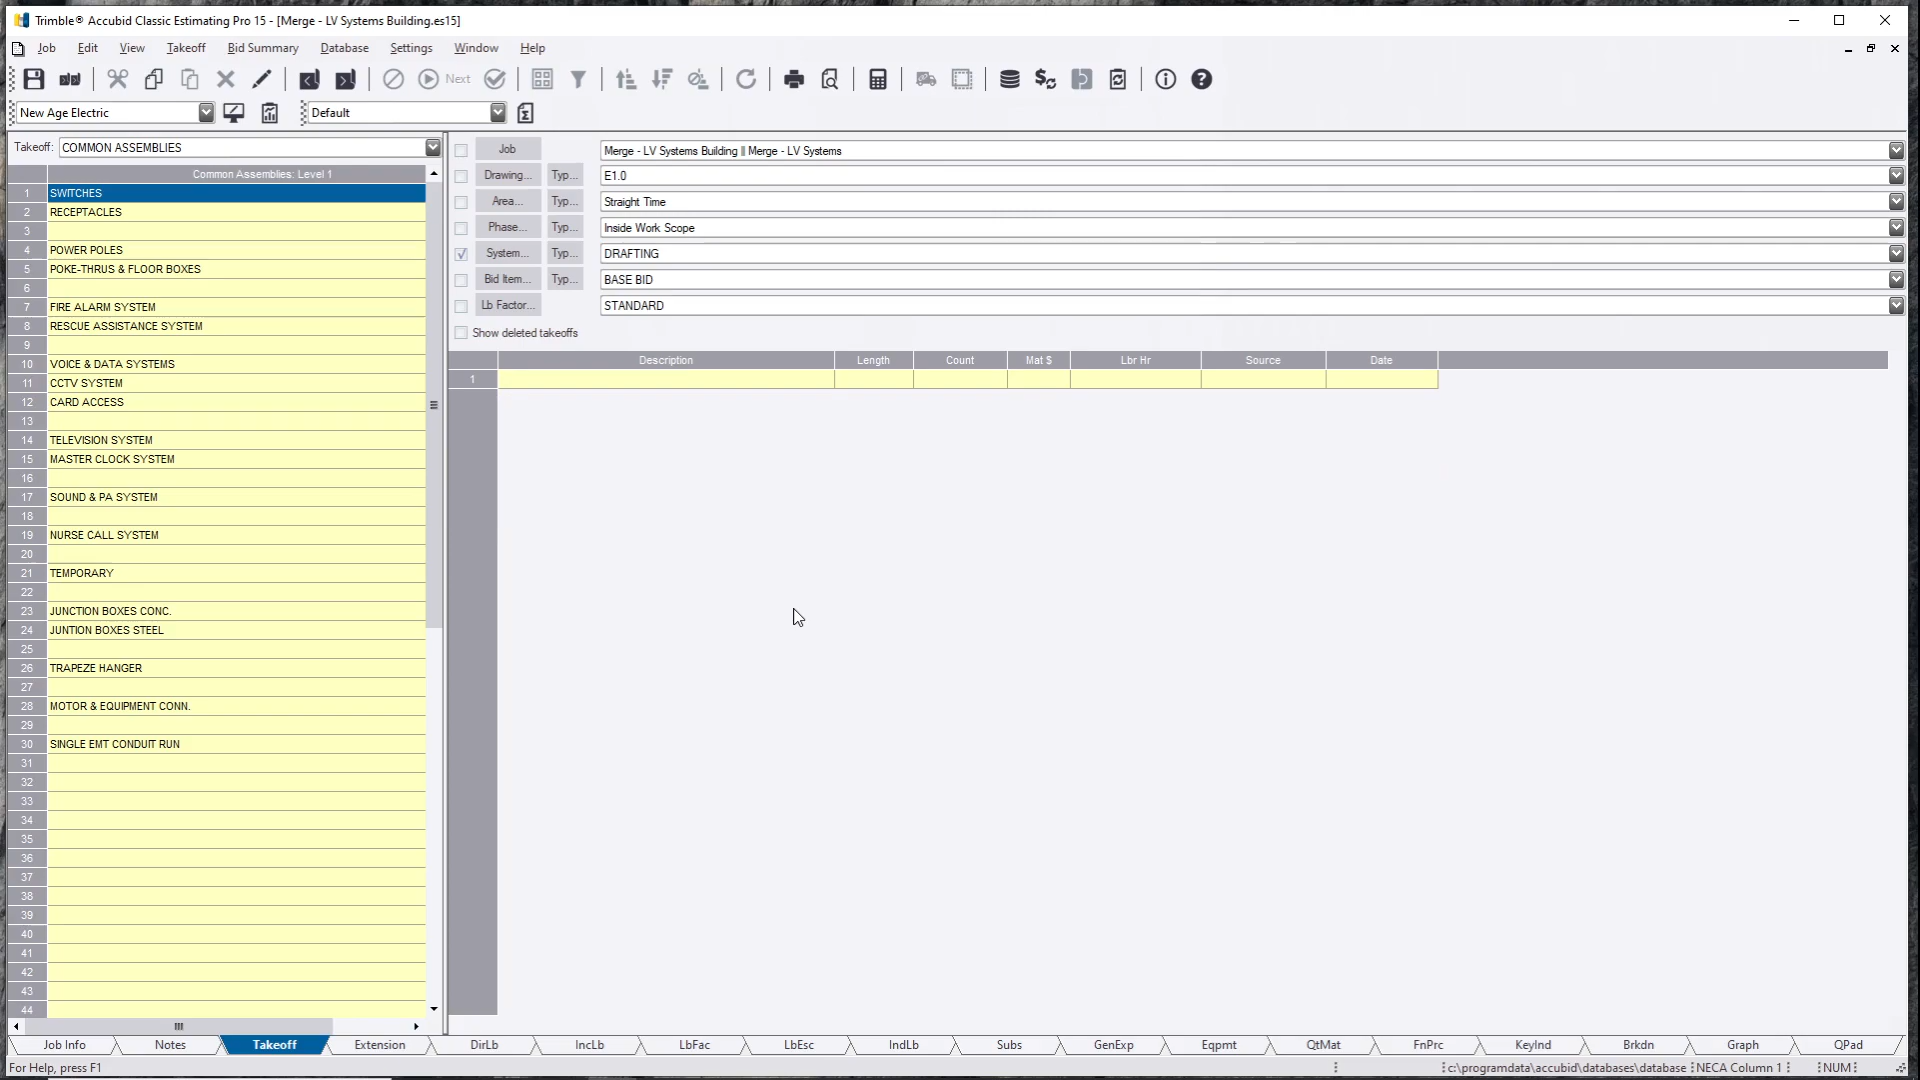 Trimble® Accubid Classic Estimating Pro 15 - [Merge - LV Systems Building.es15]
Job Edit View Takeoff Bid Summary Database Settings Window Help
Next
New Age Electric Default
Takeoff: COMMON ASSEMBLIES
Common Assemblies: Level 1
1 SWITCHES
2 RECEPTACLES
3
4 POWER POLES
5 POKE-THRUS & FLOOR BOXES
6
7 FIRE ALARM SYSTEM
8 RESCUE ASSISTANCE SYSTEM
9
10 VOICE & DATA SYSTEMS
11 CCTV SYSTEM
12 CARD ACCESS
13
14 TELEVISION SYSTEM
15 MASTER CLOCK SYSTEM
16
17 SOUND & PA SYSTEM
18
19 NURSE CALL SYSTEM
20
21 TEMPORARY
22
23 JUNCTION BOXES CONC.
24 JUNTION BOXES STEEL
25
26 TRAPEZE HANGER
27
28 MOTOR & EQUIPMENT CONN.
29
30 SINGLE EMT CONDUIT RUN
31
32
33
34
35
36
37
38
39
40
41
42
43
44
Job Merge - LV Systems Building || Merge - LV Systems
Drawing... Typ... E1.0
Area... Typ... Straight Time
Phase... Typ... Inside Work Scope
System... Typ... DRAFTING
Bid Item... Typ... BASE BID
Lb Factor... STANDARD
Show deleted takeoffs
Description Length Count Mat $ Lbr Hr Source Date
1
Job Info Notes Takeoff Extension DirLb IncLb LbFac LbEsc IndLb Subs GenExp Eqpmt QtMat FnPrc KeyInd Brkdn Graph QPad
For Help, press F1 c:\programdata\accubid\databases\database NECA Column 1 NUM